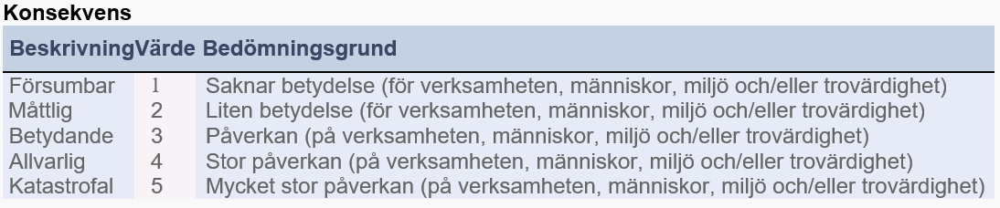 Konsekvens
Beskrivning Värde Bedömningsgrund
Försumbar 1 Saknar betydelse (för verksamheten, människor, miljö och/eller trovärdighet)
Måttlig 2 Liten betydelse (för verksamheten, människor, miljö och/eller trovärdighet)
Betydande 3 Påverkan (på verksamheten, människor, miljö och/eller trovärdighet)
Allvarlig 4 Stor påverkan (på verksamheten, människor, miljö och/eller trovärdighet)
Katastrofal 5 Mycket stor påverkan (på verksamheten, människor, miljö och/eller trovärdighet)